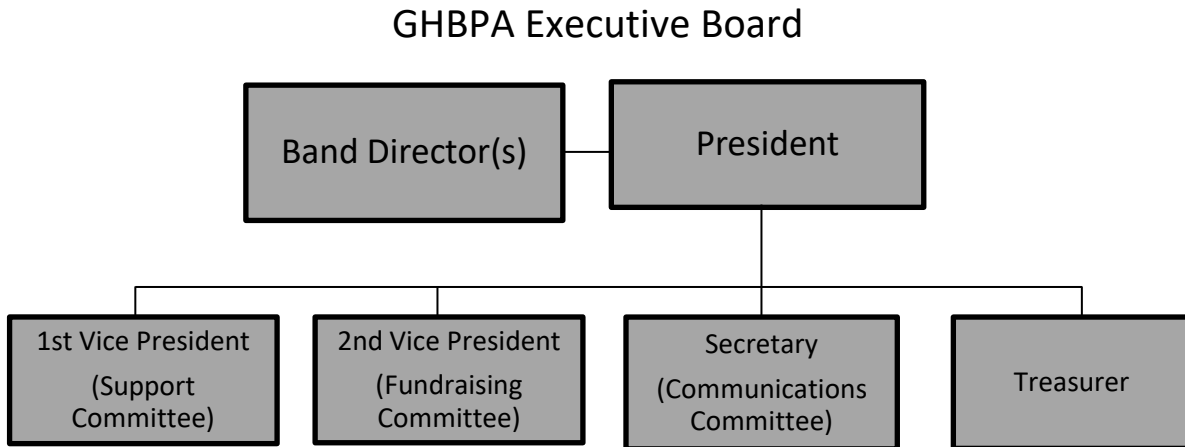 GHBPA Executive Board
Band Director(s)
President
1st Vice President
(Support
Committee)
2nd Vice President
(Fundraising
Committee)
Secretary
(Communications
Committee)
Treasurer